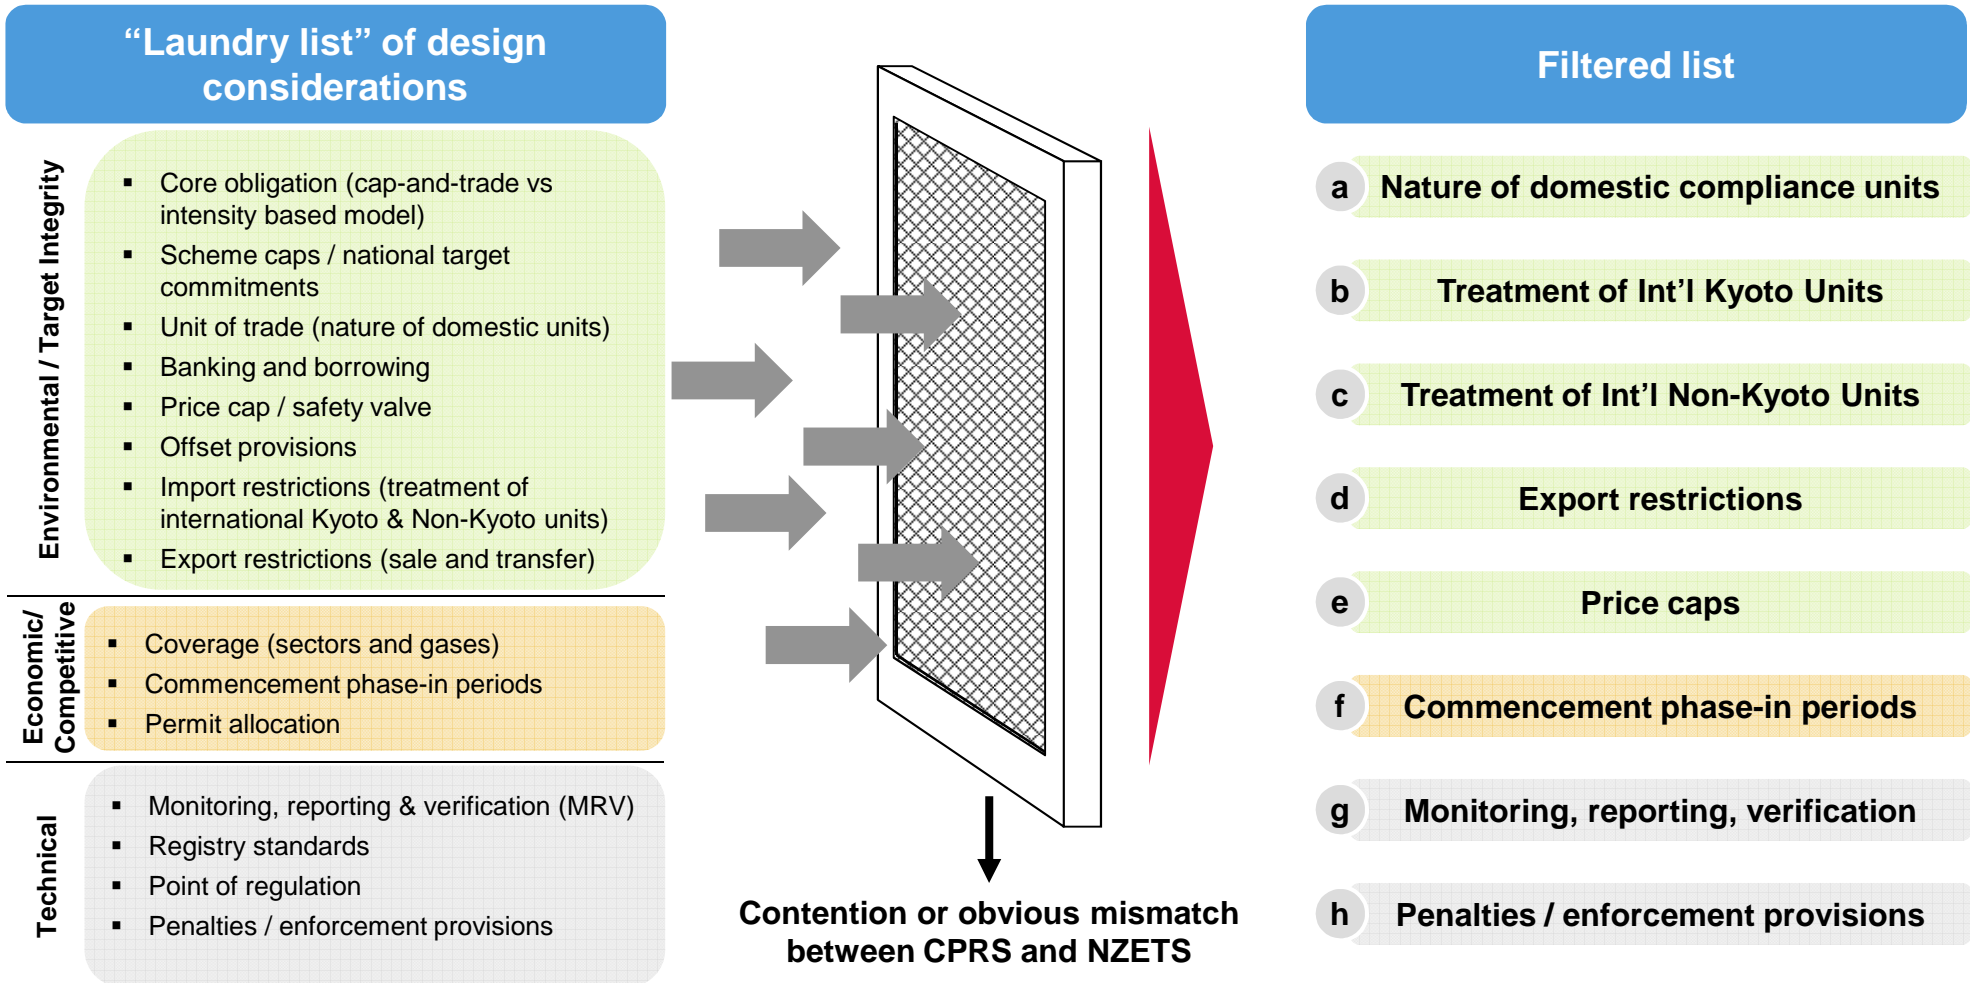 “Laundry list” of design
considerations
Environmental / Target Integrity
▪ Core obligation (cap-and-trade vs
intensity based model)
▪ Scheme caps / national target
commitments
▪ Unit of trade (nature of domestic units)
▪ Banking and borrowing
▪ Price cap / safety valve
▪ Offset provisions
▪ Import restrictions (treatment of
international Kyoto & Non-Kyoto units)
▪ Export restrictions (sale and transfer)
Economic/
Competitive
▪ Coverage (sectors and gases)
▪ Commencement phase-in periods
▪ Permit allocation
Technical
▪ Monitoring, reporting & verification (MRV)
▪ Registry standards
▪ Point of regulation
▪ Penalties / enforcement provisions
Contention or obvious mismatch
between CPRS and NZETS
Filtered list
a Nature of domestic compliance units
b Treatment of Int’l Kyoto Units
c Treatment of Int’l Non-Kyoto Units
d Export restrictions
e Price caps
f Commencement phase-in periods
g Monitoring, reporting, verification
h Penalties / enforcement provisions